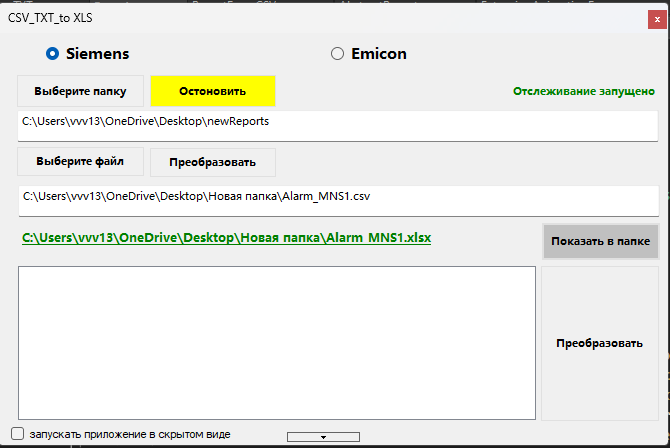 CSV_TXT_to XLS
x
Siemens
Emicon
Выберите папку
Остоновить
Отслеживание запущено
C:\Users\vvv13\OneDrive\Desktop\newReports
Выберите файл
Преобразовать
C:\Users\vvv13\OneDrive\Desktop\Новая папка\Alarm_MNS1.csv
C:\Users\vvv13\OneDrive\Desktop\Новая папка\Alarm_MNS1.xlsx
Показать в папке
Преобразовать
запускать приложение в скрытом виде